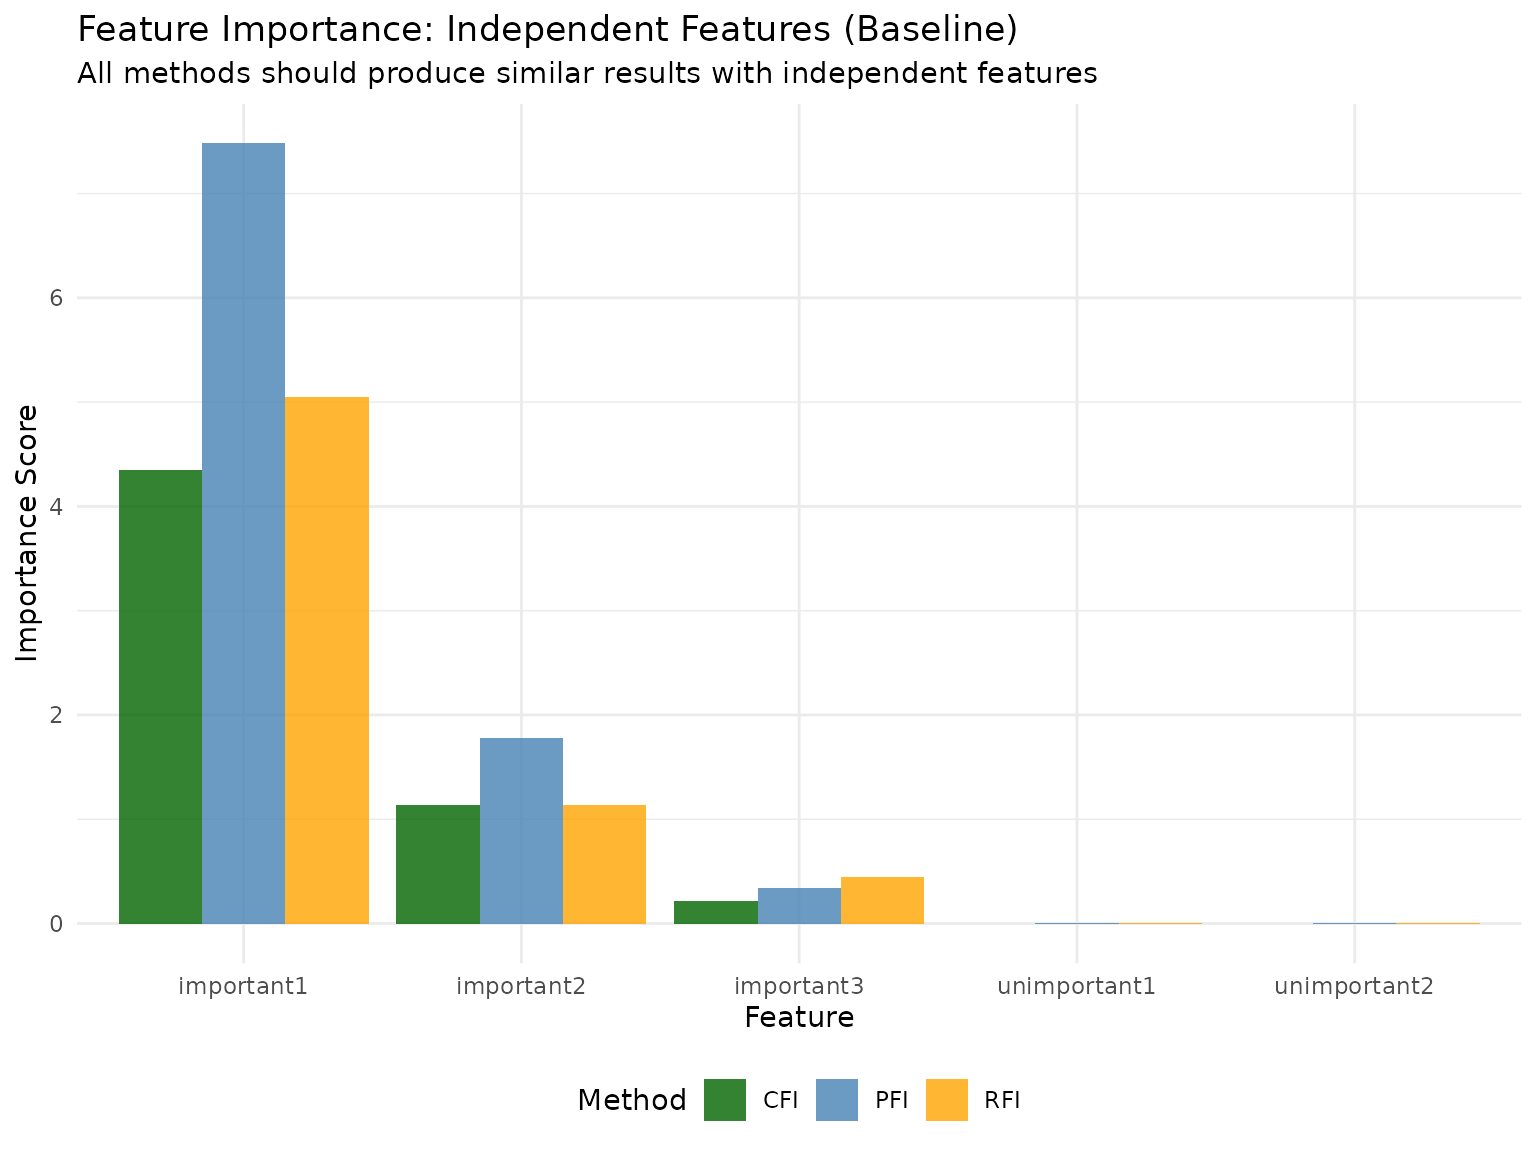 Feature Importance: Independent Features (Baseline)
All methods should produce similar results with independent features
Importance Score
6
4
2
0
important1 important2 important3 unimportant1 unimportant2
Feature
Method CFI PFI RFI